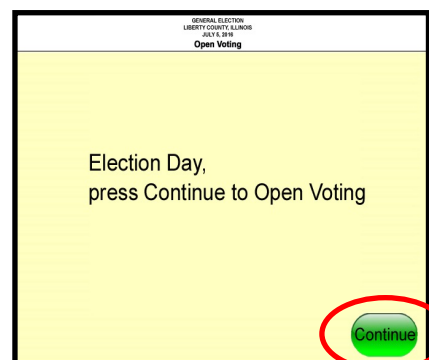 GENERAL ELECTION
LIBERTY COUNTY, ILLINOIS
JULY 5, 2016
Open Voting
Election Day,
press Continue to Open Voting
Continue